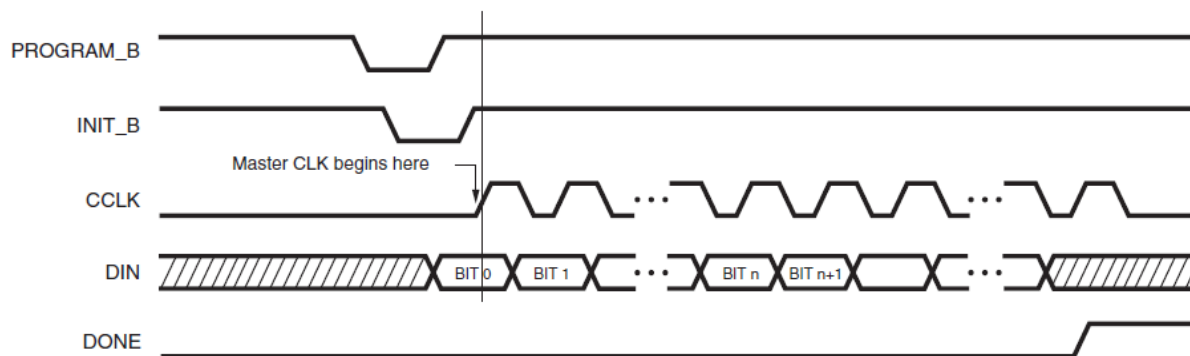 PROGRAM_B
INIT_B
Master CLK begins here
CCLK
DIN
BIT 0 BIT 1 BIT n BIT n+1
DONE